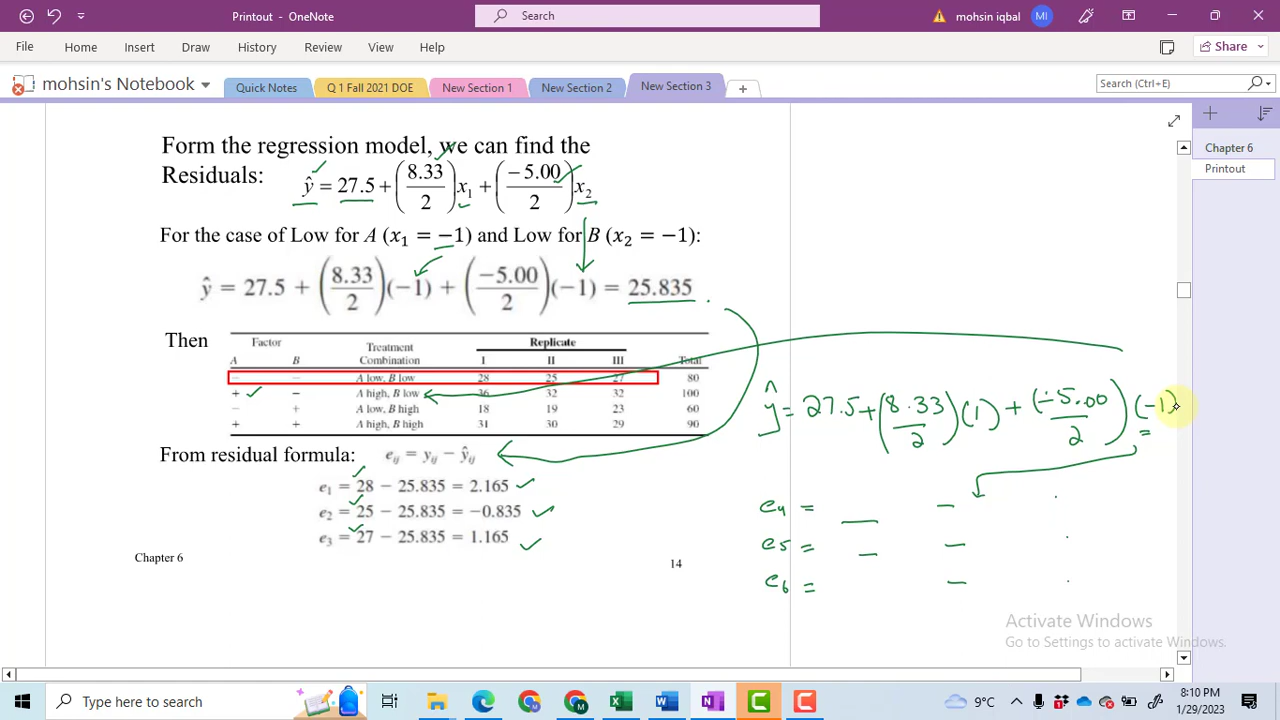 Printout - OneNote
Search
mohsin iqbal
MI
File Home Insert Draw History Review View Help
Share
mohsin's Notebook
Quick Notes
Q 1 Fall 2021 DOE
New Section 1
New Section 2
New Section 3
Search (Ctrl+E)
Chapter 6
Printout
Form the regression model, we can find the
Residuals: ŷ = 27.5 + (8.33/2) x₁ + (−5.00/2) x₂
For the case of Low for A (x₁ = −1) and Low for B (x₂ = −1):
ŷ = 27.5 + (8.33/2)(−1) + (−5.00/2)(−1) = 25.835
Then
Factor Treatment Replicate
A B Combination I II III Total
− − A low, B low 28 25 27 80
+ − A high, B low 36 32 32 100
− + A low, B high 18 19 23 60
+ + A high, B high 31 30 29 90
From residual formula: eᵢⱼ = yᵢⱼ − ŷᵢⱼ
e₁ = 28 − 25.835 = 2.165
e₂ = 25 − 25.835 = −0.835
e₃ = 27 − 25.835 = 1.165
Chapter 6
14
ŷ = 27.5 + (8.33/2)(1) + (−5.00/2)(−1)
e4 = _ −
e5 = _ −
e6 = −
Activate Windows
Go to Settings to activate Windows.
Type here to search
9°C
8:10 PM
1/29/2023